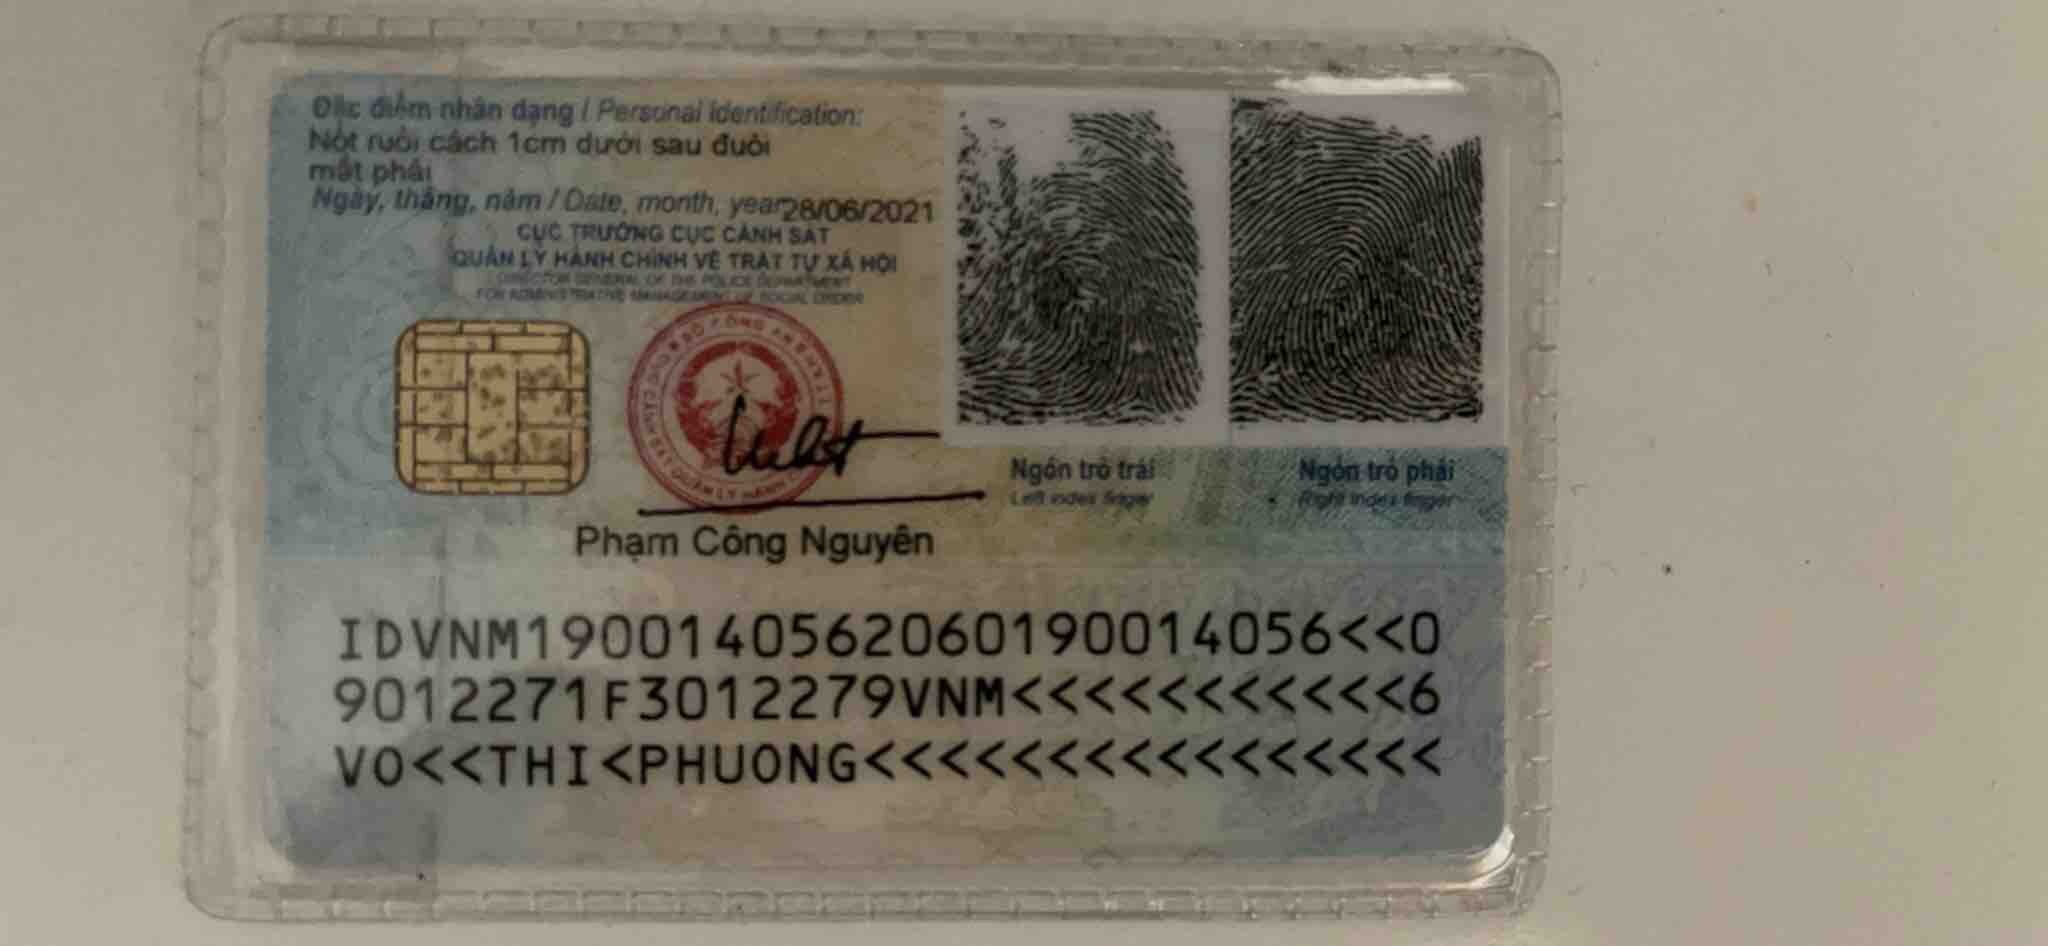 Đặc điểm nhân dạng / Personal Identification:
Nốt ruồi cách 1cm dưới sau đuôi
mắt phải
Ngày, tháng, năm / Date, month, year 28/06/2021
CỤC TRƯỞNG CỤC CẢNH SÁT
QUẢN LÝ HÀNH CHÍNH VỀ TRẬT TỰ XÃ HỘI
DIRECTOR GENERAL OF THE POLICE DEPARTMENT
FOR ADMINISTRATIVE MANAGEMENT OF SOCIAL ORDER
Ngón trỏ trái
Left index finger
Ngón trỏ phải
Right index finger
Phạm Công Nguyên
IDVNM1900140562060190014056<<0
9012271F3012279VNM<<<<<<<<<<<6
VO<<THI<PHUONG<<<<<<<<<<<<<<<<